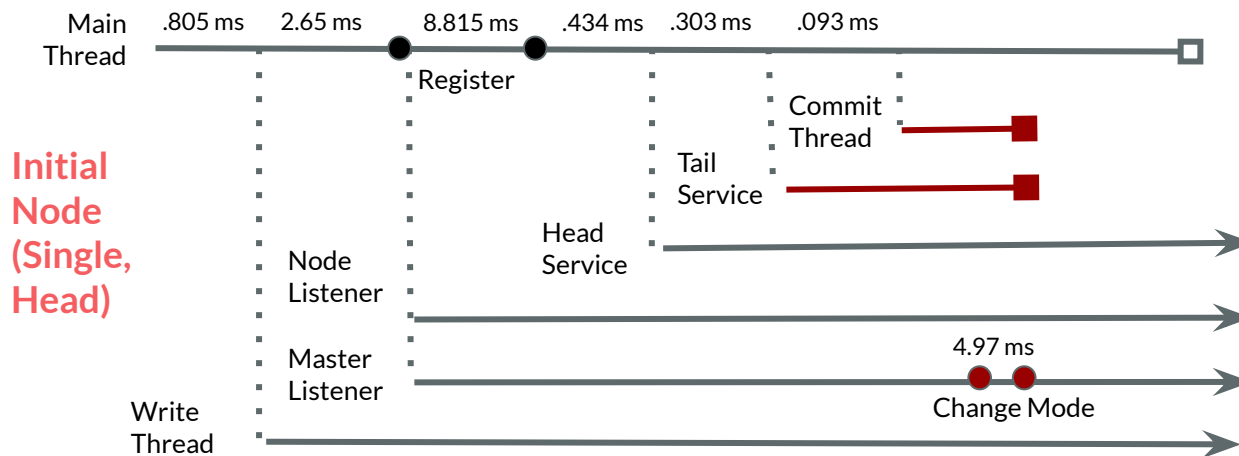 Main
Thread
.805 ms
2.65 ms
8.815 ms
.434 ms
.303 ms
.093 ms
Register
Commit
Thread
Tail
Service
Head
Service
Initial
Node
(Single,
Head)
Node
Listener
Master
Listener
4.97 ms
Change Mode
Write
Thread